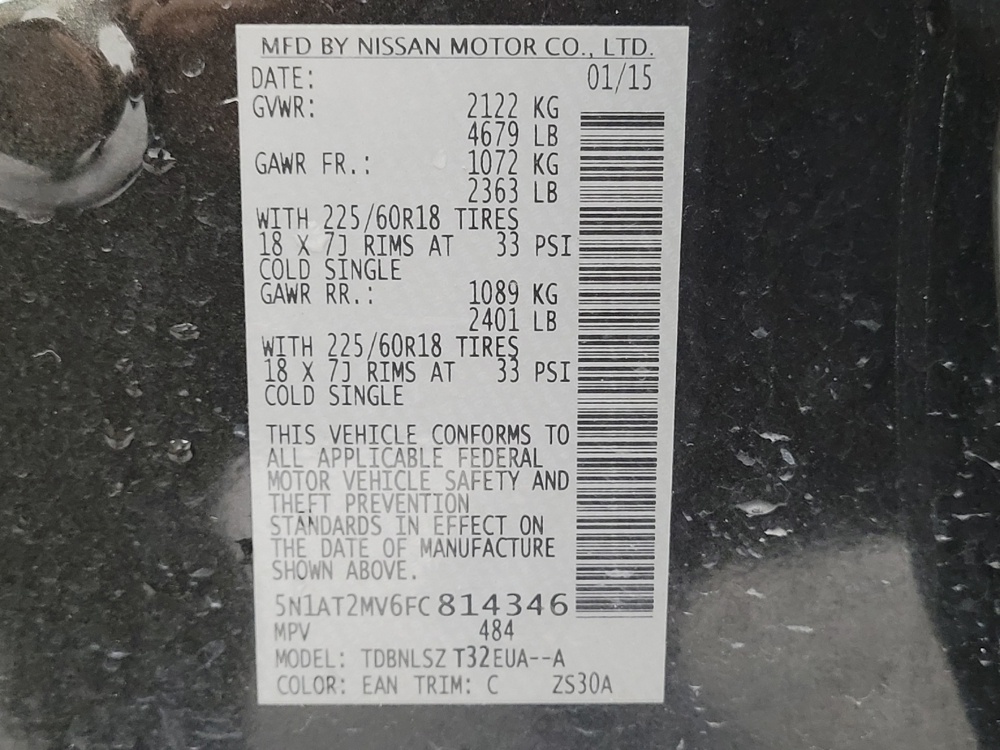 MFD BY NISSAN MOTOR CO., LTD.
DATE: 01/15
GVWR: 2122 KG
4679 LB
GAWR FR.: 1072 KG
2363 LB
WITH 225/60R18 TIRES
18 X 7J RIMS AT 33 PSI
COLD SINGLE
GAWR RR.: 1089 KG
2401 LB
WITH 225/60R18 TIRES
18 X 7J RIMS AT 33 PSI
COLD SINGLE
THIS VEHICLE CONFORMS TO
ALL APPLICABLE FEDERAL
MOTOR VEHICLE SAFETY AND
THEFT PREVENTION
STANDARDS IN EFFECT ON
THE DATE OF MANUFACTURE
SHOWN ABOVE.
5N1AT2MV6FC814346
MPV 484
MODEL: TDBNLSZ T32EUA--A
COLOR: EAN TRIM: C ZS30A